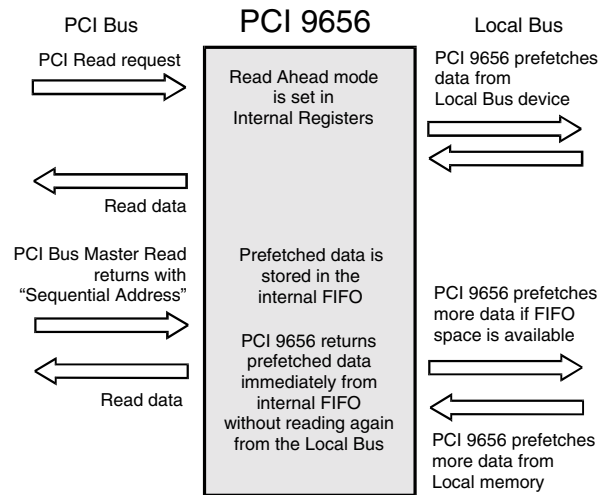 PCI Bus
PCI 9656
Local Bus
PCI Read request
Read Ahead mode
is set in
Internal Registers
PCI 9656 prefetches
data from
Local Bus device
Read data
PCI Bus Master Read
returns with
“Sequential Address”
Prefetched data is
stored in the
internal FIFO
PCI 9656 prefetches
more data if FIFO
space is available
PCI 9656 returns
prefetched data
immediately from
internal FIFO
without reading again
from the Local Bus
Read data
PCI 9656 prefetches
more data from
Local memory